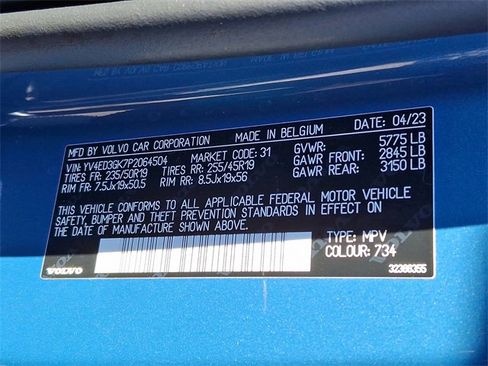 MFD BY VOLVO CAR CORPORATION MADE IN BELGIUM DATE: 04/23
VIN: YV4ED3GK7P2064504 MARKET CODE: 31 GVWR: 5775 LB
TIRES FR: 235/50R19 TIRES RR: 255/45R19 GAWR FRONT: 2845 LB
RIM FR: 7.5Jx19x50.5 RIM RR: 8.5Jx19x56 GAWR REAR: 3150 LB
THIS VEHICLE CONFORMS TO ALL APPLICABLE FEDERAL MOTOR VEHICLE
SAFETY, BUMPER AND THEFT PREVENTION STANDARDS IN EFFECT ON
THE DATE OF MANUFACTURE SHOWN ABOVE.
TYPE: MPV
COLOUR: 734
VOLVO 32386355